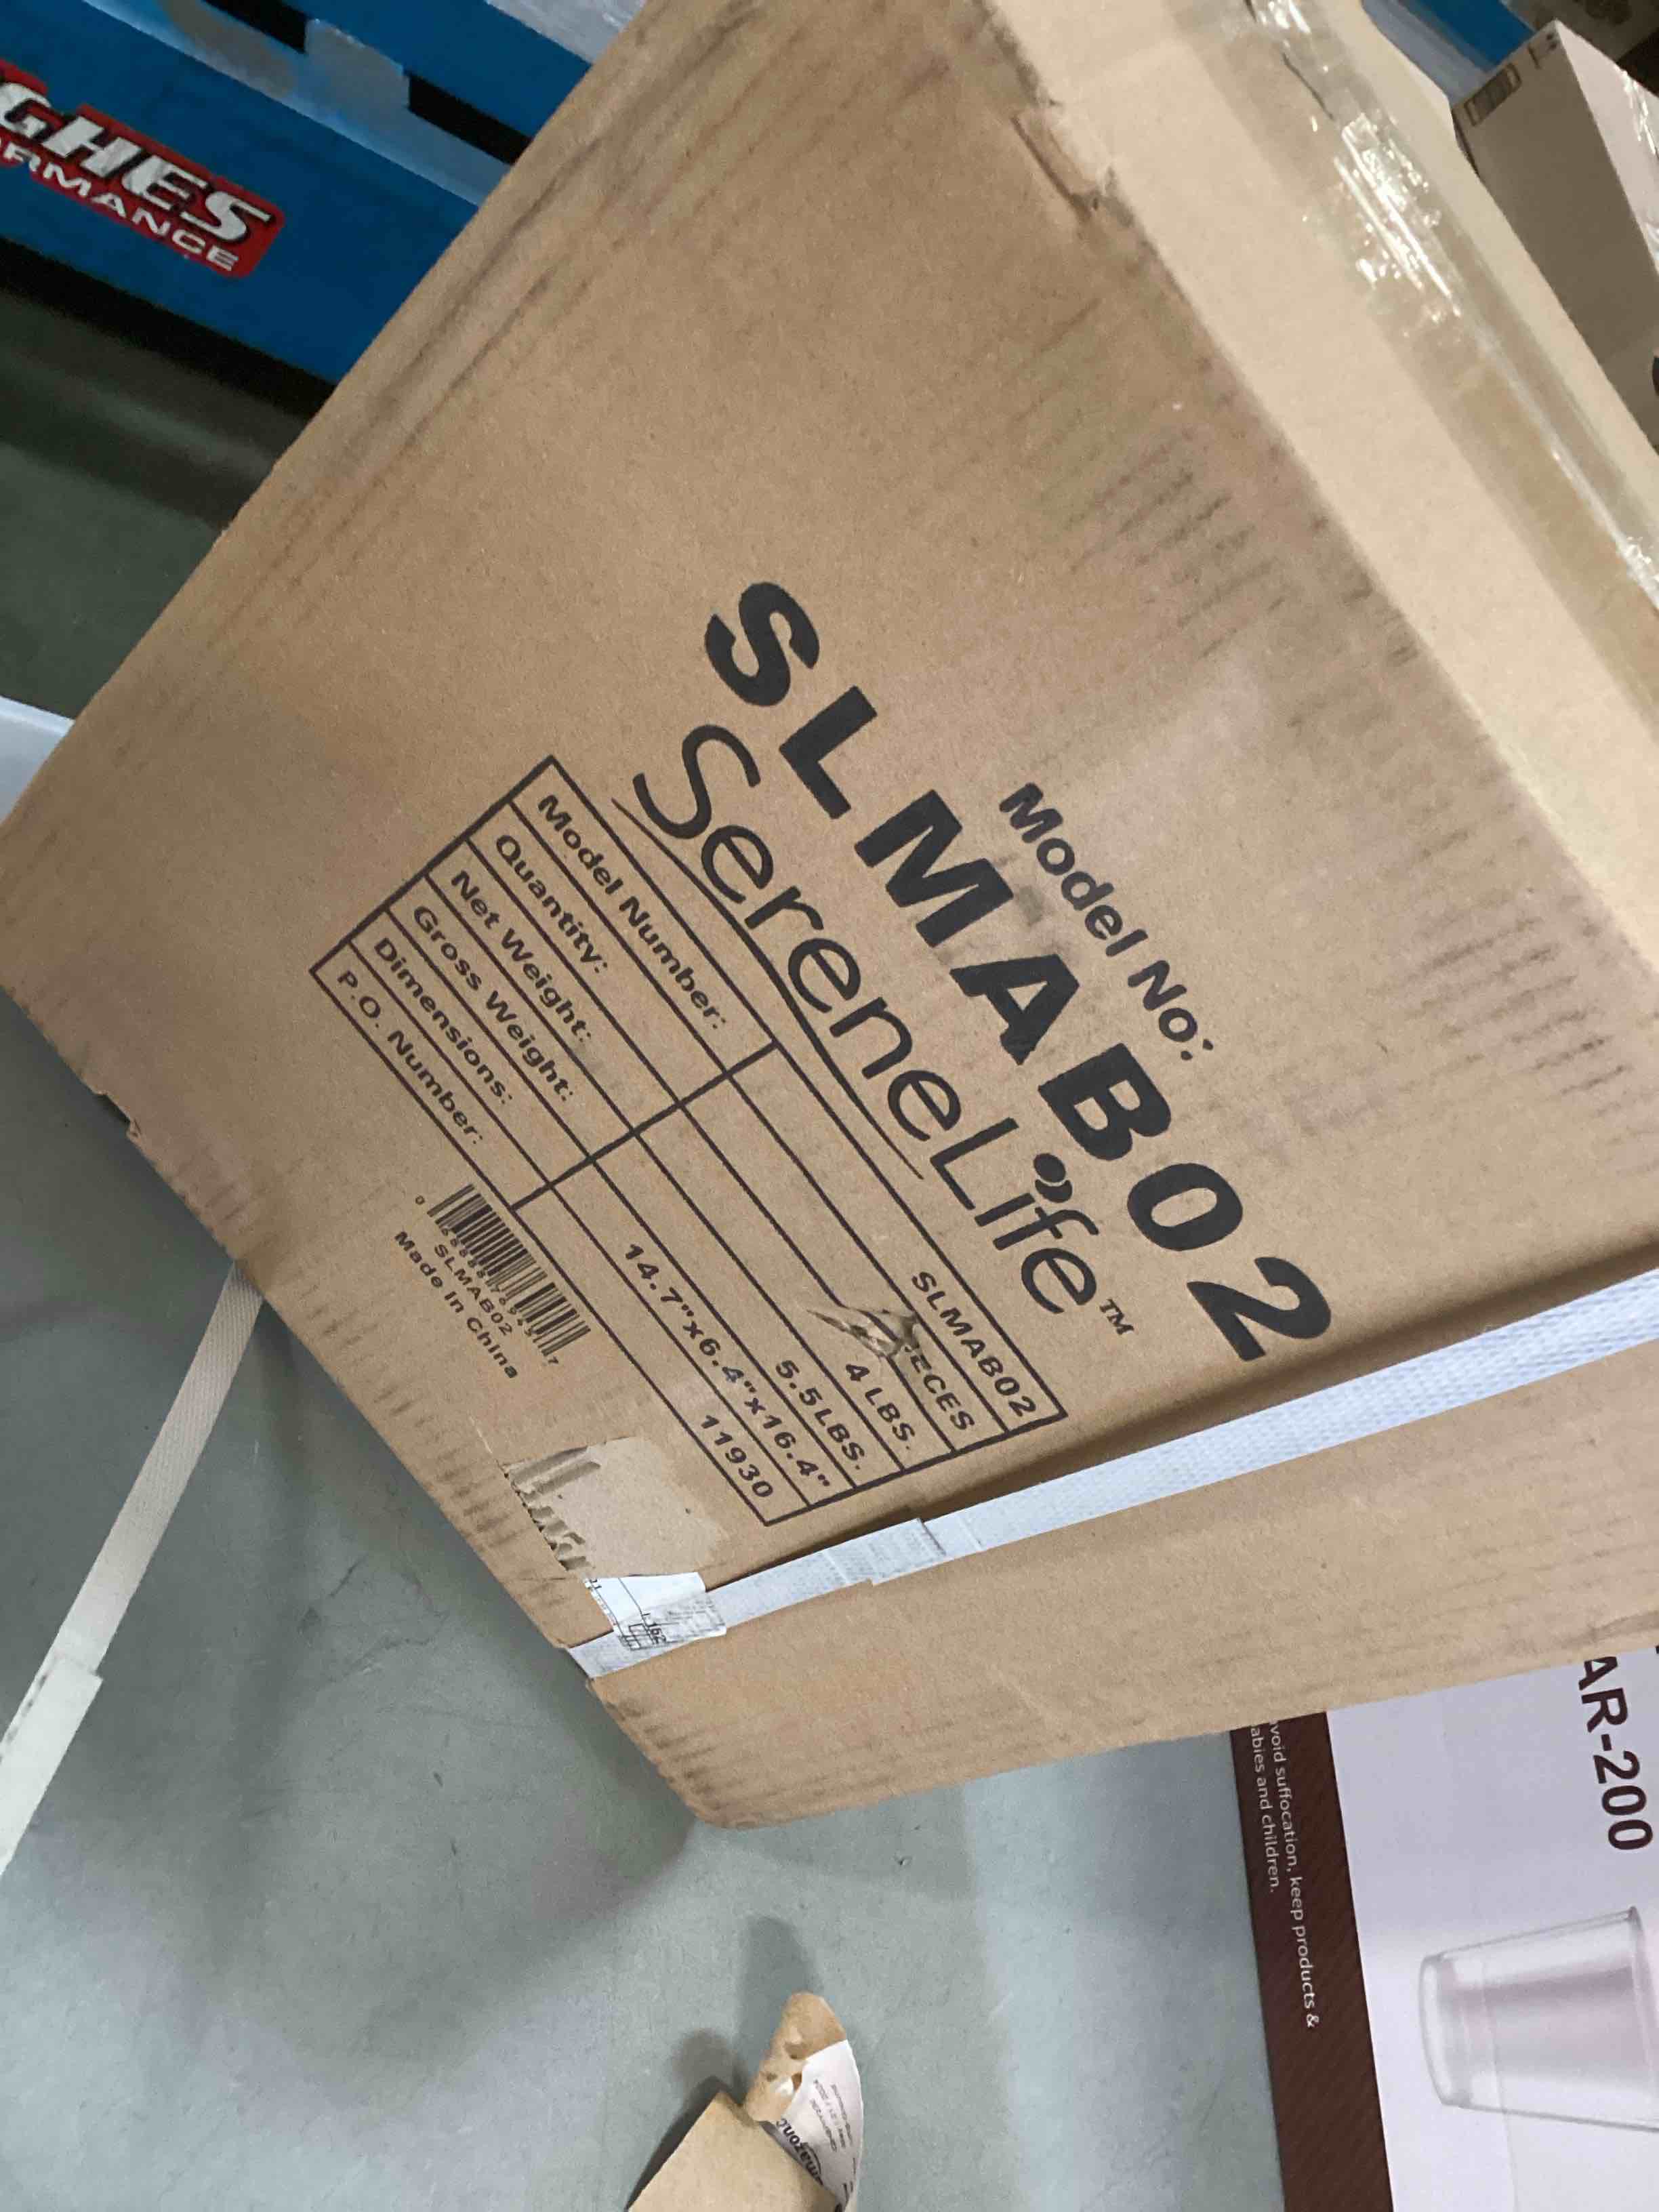 Model No:
SLMAB02
SereneLife™
Model Number: SLMAB02
Quantity:
Net Weight: 4 LBS.
Gross Weight: 5.5LBS.
Dimensions: 14.7"x6.4"x16.4"
P.O. Number: 11930
SLMAB02
Made In China
GHES
RMANCE
AR-200
void suffocation, keep products &
abies and children.